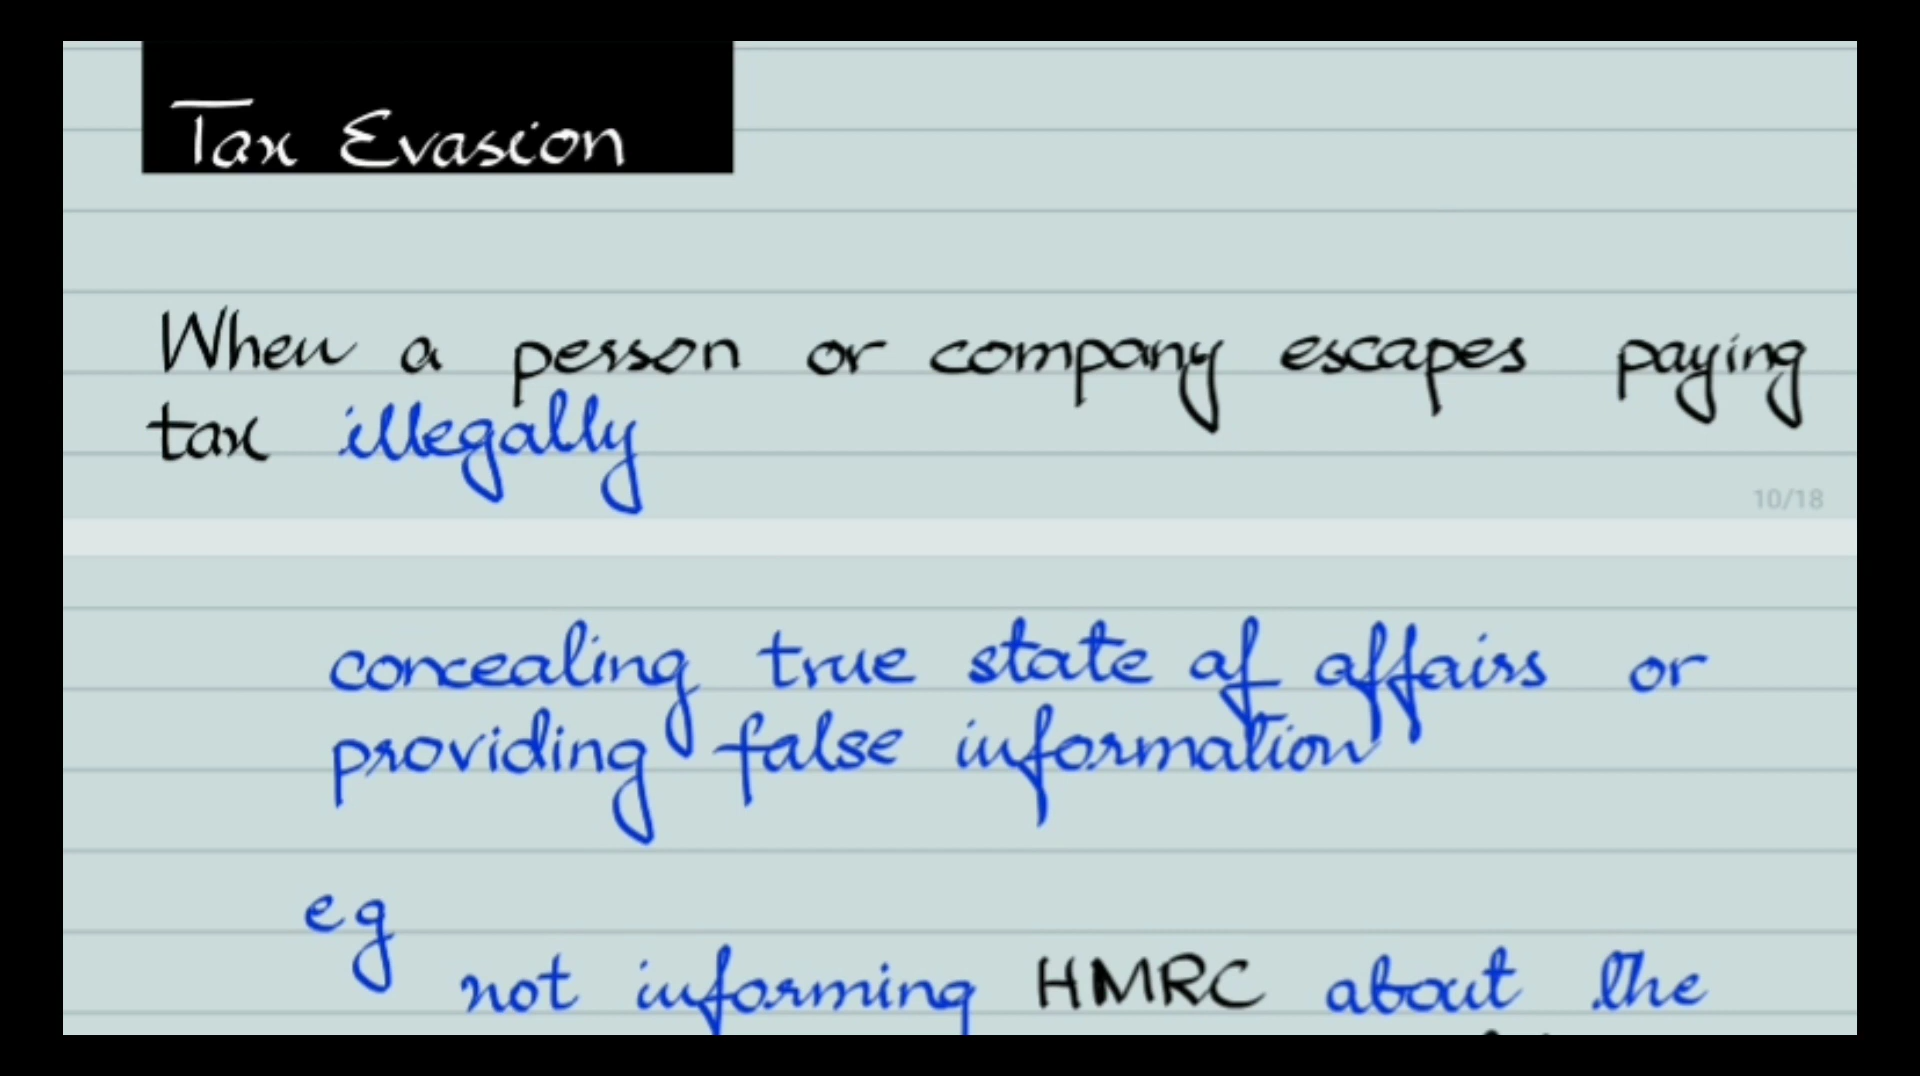 Tax Evasion
When a person or company escapes paying
tax illegally
10/18
concealing true state of affairs or
providing false information
eg
not informing HMRC about the